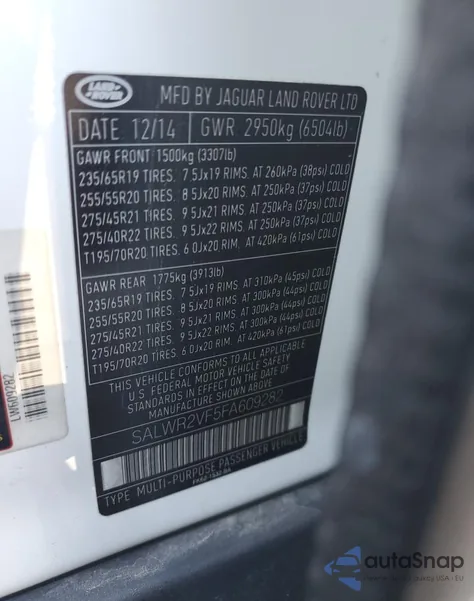 LAND
ROVER
MFD BY JAGUAR LAND ROVER LTD
DATE 12/14 GWR 2950kg (6504lb)
GAWR FRONT 1500kg (3307lb)
235/65R19 TIRES. 7 5Jx19 RIMS, AT 260kPa (38psi) COLD
255/55R20 TIRES. 8 5Jx20 RIMS, AT 250kPa (37psi) COLD
275/45R21 TIRES. 9 5Jx21 RIMS, AT 250kPa (37psi) COLD
275/40R22 TIRES. 9 5Jx22 RIMS, AT 250kPa (37psi) COLD
T195/70R20 TIRES. 6 0Jx20 RIM, AT 420kPa (61psi) COLD
GAWR REAR 1775kg (3913lb)
235/65R19 TIRES. 7 5Jx19 RIMS, AT 310kPa (45psi) COLD
255/55R20 TIRES. 8 5Jx20 RIMS, AT 300kPa (44psi) COLD
275/45R21 TIRES. 9 5Jx21 RIMS, AT 300kPa (44psi) COLD
275/40R22 TIRES. 9 5Jx22 RIMS, AT 300kPa (44psi) COLD
T195/70R20 TIRES. 6 0Jx20 RIM, AT 420kPa (61psi) COLD
THIS VEHICLE CONFORMS TO ALL APPLICABLE
U.S FEDERAL MOTOR VEHICLE SAFETY
STANDARDS IN EFFECT ON THE DATE OF
MANUFACTURE SHOWN ABOVE.
SALWR2VF5FA609282
TYPE MULTI-PURPOSE PASSENGER VEHICLE
LW609282
autaSnap